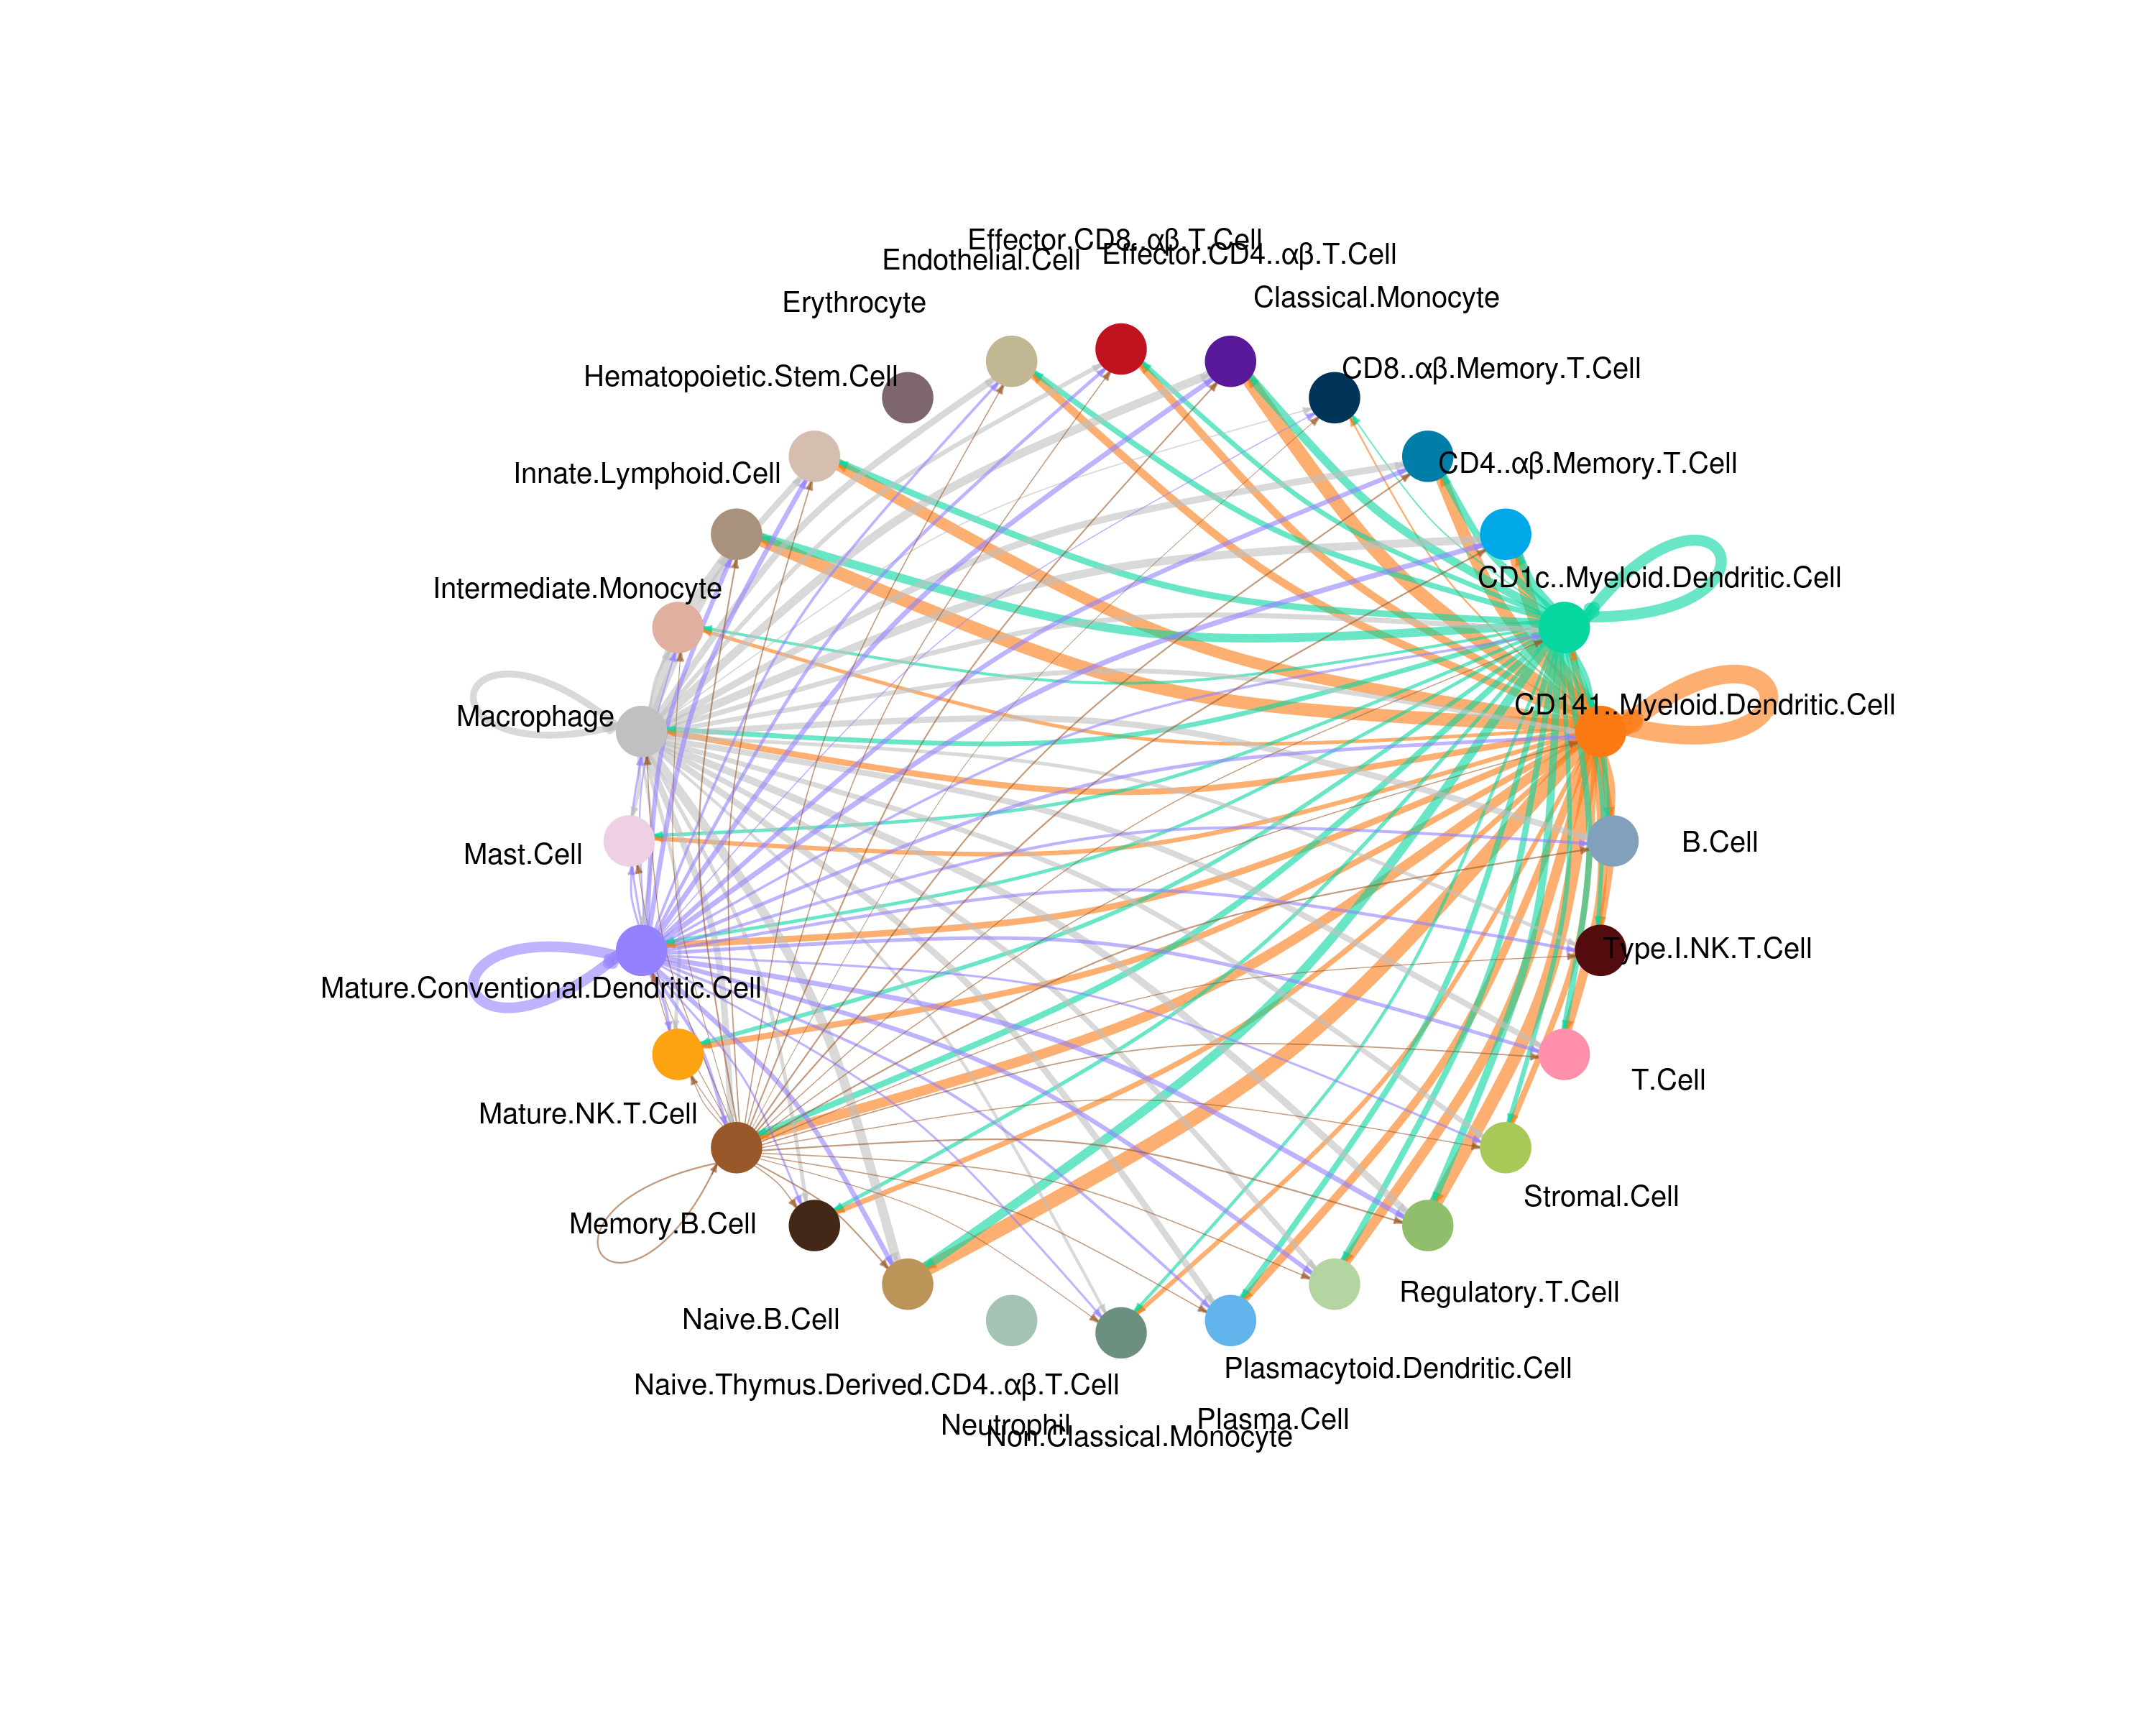 Effector.CD8..αβ.T.Cell
Effector.CD4..αβ.T.Cell
Endothelial.Cell
Classical.Monocyte
Erythrocyte
CD8..αβ.Memory.T.Cell
Hematopoietic.Stem.Cell
CD4..αβ.Memory.T.Cell
Innate.Lymphoid.Cell
CD1c..Myeloid.Dendritic.Cell
Intermediate.Monocyte
CD141..Myeloid.Dendritic.Cell
Macrophage
B.Cell
Mast.Cell
Type.I.NK.T.Cell
Mature.Conventional.Dendritic.Cell
T.Cell
Mature.NK.T.Cell
Stromal.Cell
Memory.B.Cell
Regulatory.T.Cell
Naive.B.Cell
Plasmacytoid.Dendritic.Cell
Naive.Thymus.Derived.CD4..αβ.T.Cell
Plasma.Cell
Neutrophil
Non.Classical.Monocyte